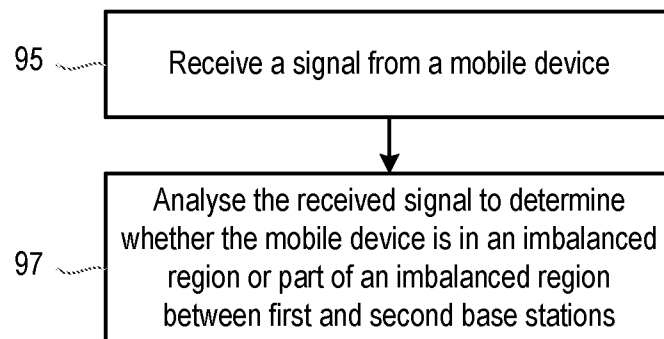 95
Receive a signal from a mobile device
97
Analyse the received signal to determine
whether the mobile device is in an imbalanced
region or part of an imbalanced region
between first and second base stations